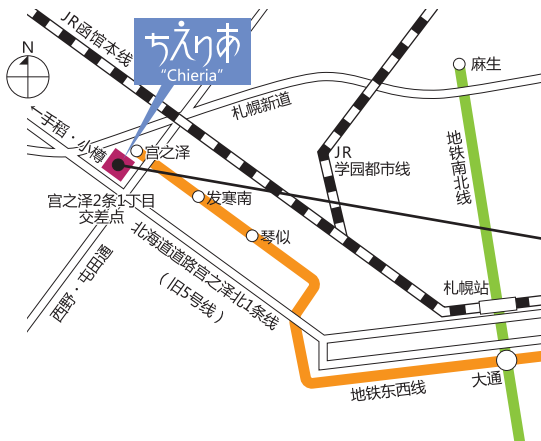 JR函馆本线
ちえりあ
"Chieria"
N
麻生
札幌新道
←手稻・小樽
宫之泽
JR
学园都市线
地铁南北线
发寒南
宫之泽2条1丁目
交差点
琴似
北海道道路宫之泽北1条线
（旧5号线）
西野・屯田通
札幌站
大通
地铁东西线